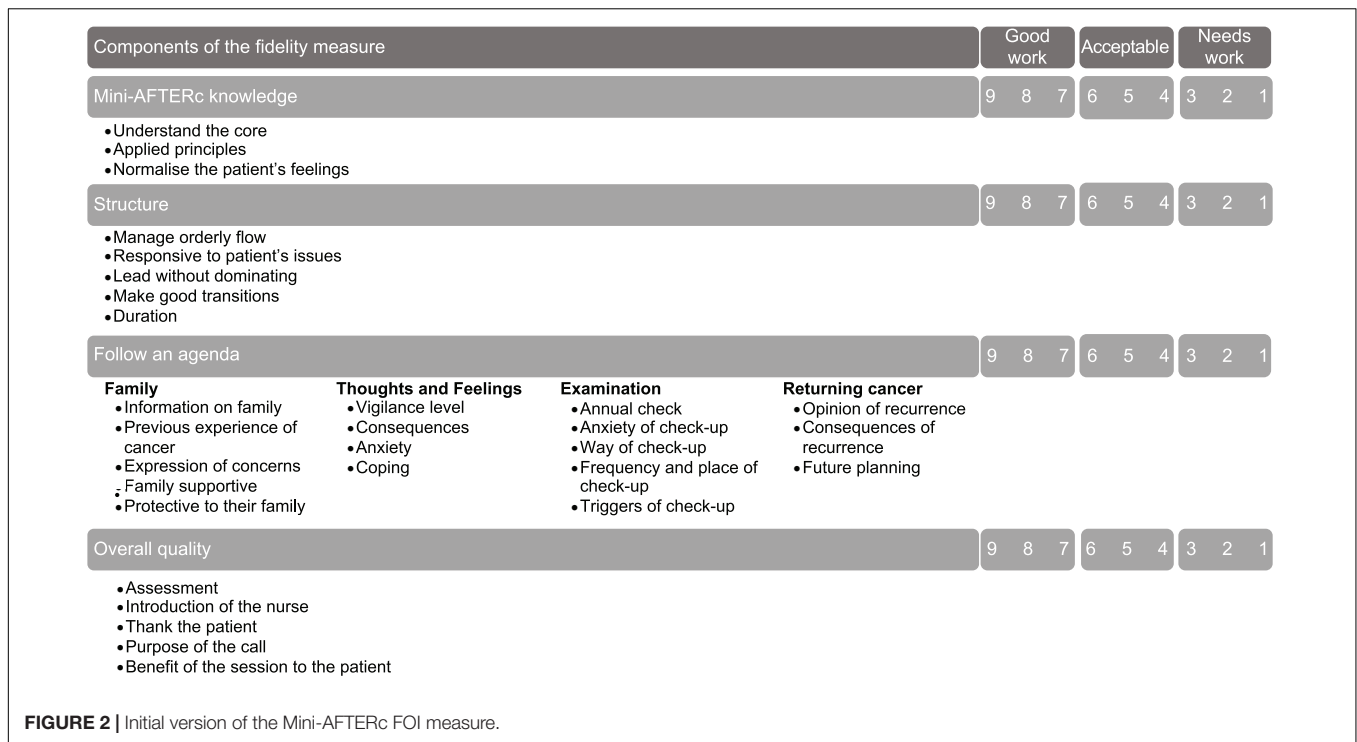 Components of the fidelity measure
Good
work
Acceptable
Needs
work
Mini-AFTERc knowledge 9 8 7 6 5 4 3 2 1
•Understand the core
•Applied principles
•Normalise the patient's feelings
Structure 9 8 7 6 5 4 3 2 1
•Manage orderly flow
•Responsive to patient's issues
•Lead without dominating
•Make good transitions
•Duration
Follow an agenda 9 8 7 6 5 4 3 2 1
Family
•Information on family
•Previous experience of
cancer
•Expression of concerns
•Family supportive
•Protective to their family
Thoughts and Feelings
•Vigilance level
•Consequences
•Anxiety
•Coping
Examination
•Annual check
•Anxiety of check-up
•Way of check-up
•Frequency and place of
check-up
•Triggers of check-up
Returning cancer
•Opinion of recurrence
•Consequences of
recurrence
•Future planning
Overall quality 9 8 7 6 5 4 3 2 1
•Assessment
•Introduction of the nurse
•Thank the patient
•Purpose of the call
•Benefit of the session to the patient
FIGURE 2 | Initial version of the Mini-AFTERc FOI measure.